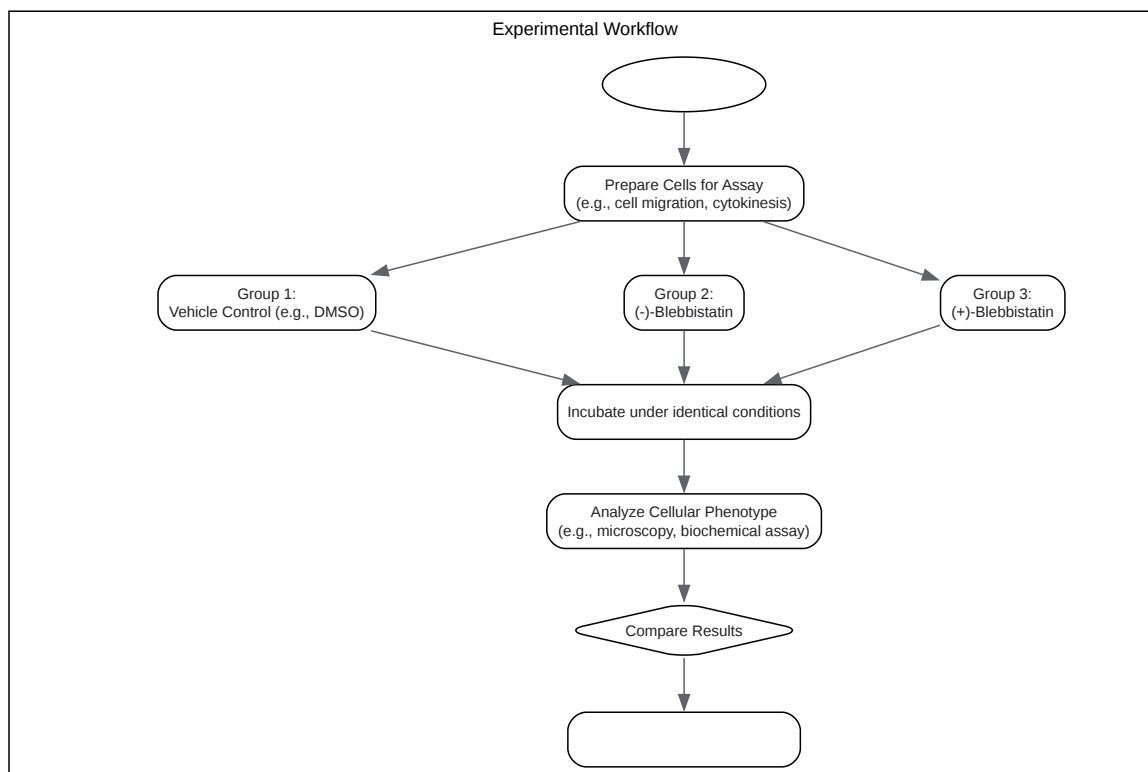 Experimental Workflow
Prepare Cells for Assay
(e.g., cell migration, cytokinesis)
Group 1:
Vehicle Control (e.g., DMSO)
Group 2:
(-)-Blebbistatin
Group 3:
(+)-Blebbistatin
Incubate under identical conditions
Analyze Cellular Phenotype
(e.g., microscopy, biochemical assay)
Compare Results